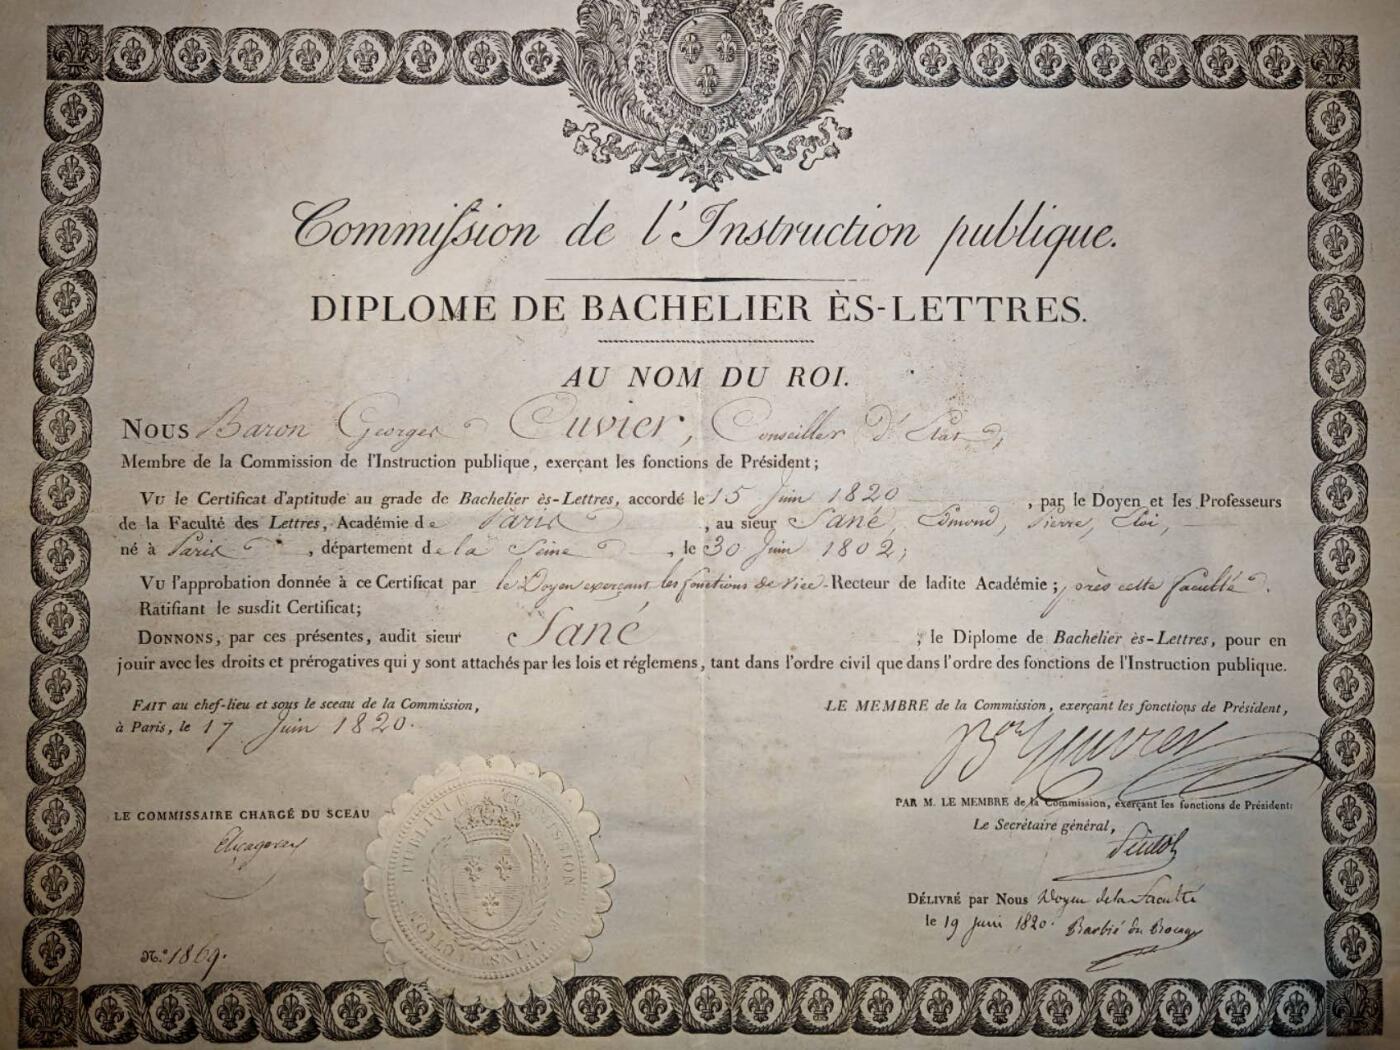 Commission de l'Instruction publique.
DIPLOME DE BACHELIER ÈS-LETTRES.
AU NOM DU ROI.
NOUS Baron Georges Cuvier, Conseiller d'Etat,
Membre de la Commission de l'Instruction publique, exerçant les fonctions de Président;
VU le Certificat d'aptitude au grade de Bachelier ès-Lettres, accordé le 15 Juin 1820, par le Doyen et les Professeurs
de la Faculté des Lettres, Académie de Paris, au sieur Sané, Edmond, Pierre, Loi,
né à Paris, département de la Seine, le 30 Juin 1802;
VU l'approbation donnée à ce Certificat par le Doyen exerçant les fonctions de Vice-Recteur de ladite Académie; près cette faculté.
Ratifiant le susdit Certificat;
DONNONS, par ces présentes, audit sieur Sané, le Diplome de Bachelier ès-Lettres, pour en
jouir avec les droits et prérogatives qui y sont attachés par les lois et réglemens, tant dans l'ordre civil que dans l'ordre des fonctions de l'Instruction publique.
FAIT au chef-lieu et sous le sceau de la Commission,
à Paris, le 17 Juin 1820.
LE MEMBRE de la Commission, exerçant les fonctions de Président,
Bon Cuvier
PAR M. LE MEMBRE de la Commission, exerçant les fonctions de Président:
Le Secrétaire général,
LE COMMISSAIRE CHARGÉ DU SCEAU
COMMISSION DE L'INSTRUCTION PUBLIQUE
DÉLIVRÉ par Nous Doyen de la Faculté
le 19 juin 1820. Barbié du Bocage
N.º 1869.